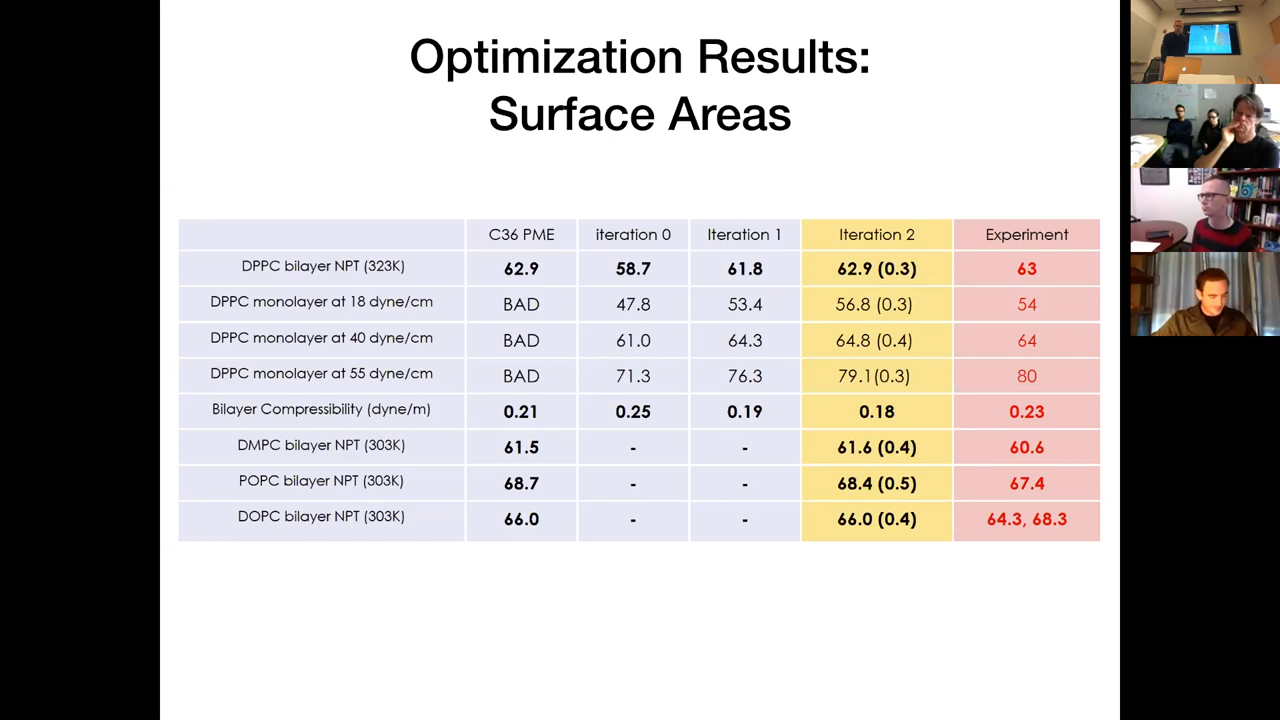 Optimization Results:
Surface Areas
C36 PME iteration 0 Iteration 1 Iteration 2 Experiment
DPPC bilayer NPT (323K) 62.9 58.7 61.8 62.9 (0.3) 63
DPPC monolayer at 18 dyne/cm BAD 47.8 53.4 56.8 (0.3) 54
DPPC monolayer at 40 dyne/cm BAD 61.0 64.3 64.8 (0.4) 64
DPPC monolayer at 55 dyne/cm BAD 71.3 76.3 79.1(0.3) 80
Bilayer Compressibility (dyne/m) 0.21 0.25 0.19 0.18 0.23
DMPC bilayer NPT (303K) 61.5 - - 61.6 (0.4) 60.6
POPC bilayer NPT (303K) 68.7 - - 68.4 (0.5) 67.4
DOPC bilayer NPT (303K) 66.0 - - 66.0 (0.4) 64.3, 68.3